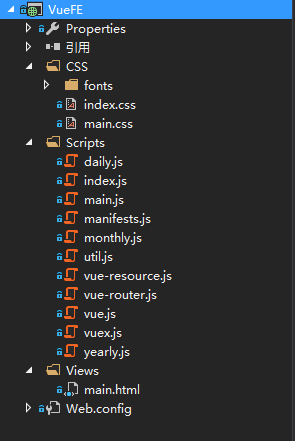 VueFE
Properties
引用
CSS
fonts
index.css
main.css
Scripts
daily.js
index.js
main.js
manifests.js
monthly.js
util.js
vue-resource.js
vue-router.js
vue.js
vuex.js
yearly.js
Views
main.html
Web.config